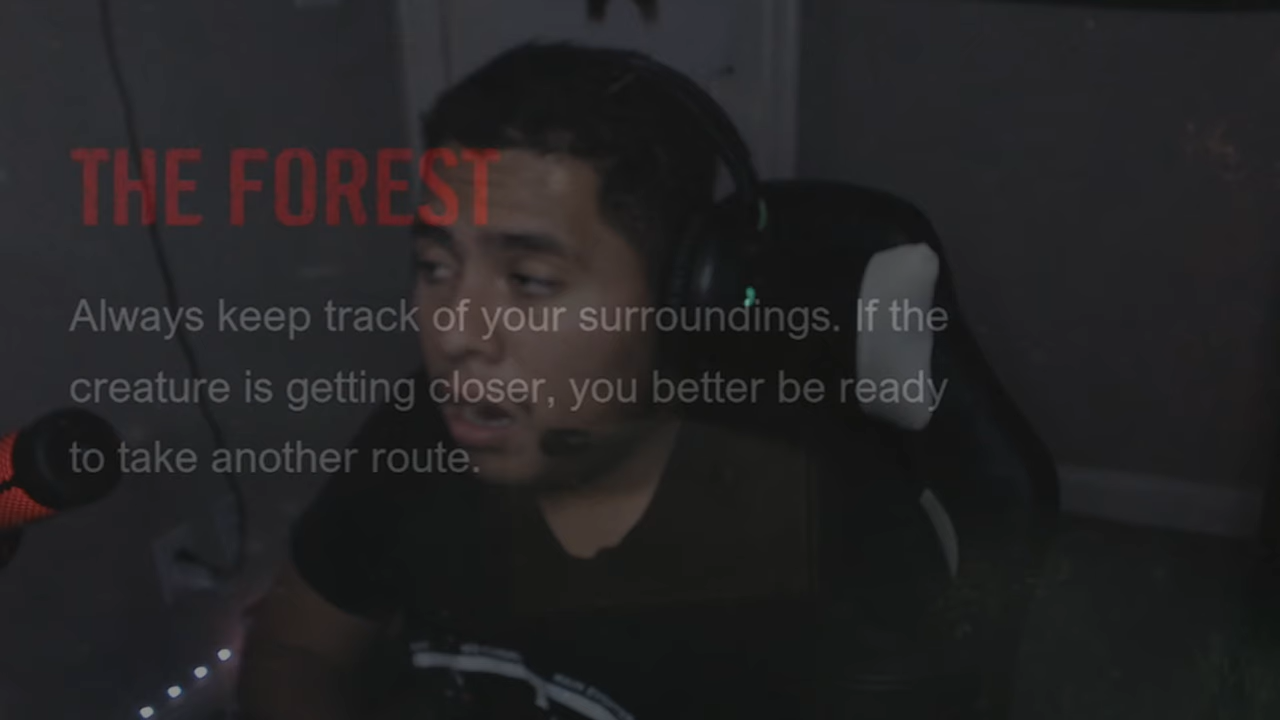 THE FOREST
Always keep track of your surroundings. If the
creature is getting closer, you better be ready
to take another route.